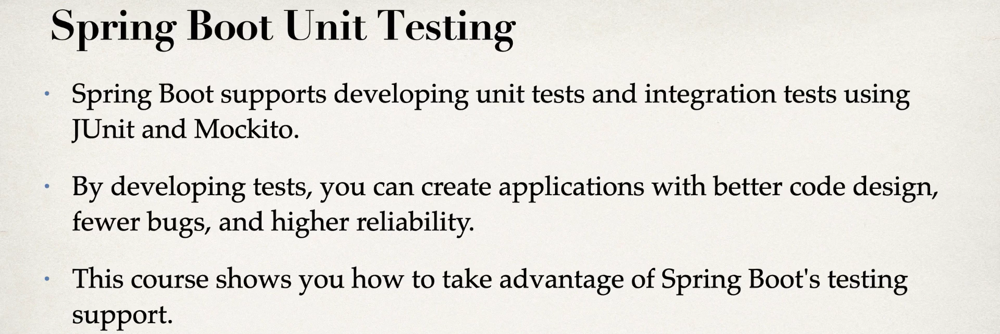 Spring Boot Unit Testing
• Spring Boot supports developing unit tests and integration tests using
JUnit and Mockito.
• By developing tests, you can create applications with better code design,
fewer bugs, and higher reliability.
• This course shows you how to take advantage of Spring Boot's testing
support.